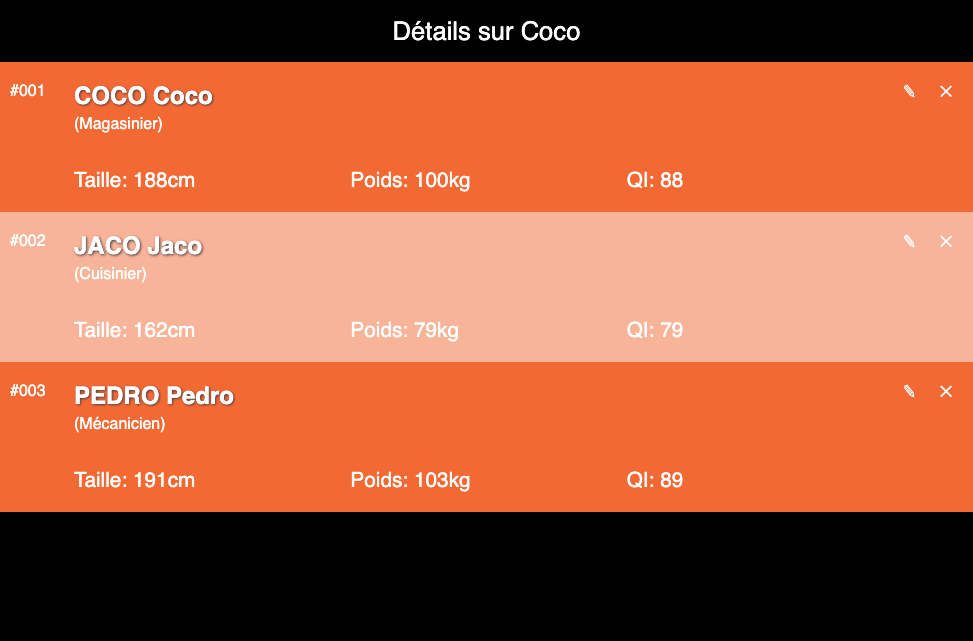 Détails sur Coco
#001
COCO Coco
(Magasinier)
Taille: 188cm Poids: 100kg QI: 88
#002
JACO Jaco
(Cuisinier)
Taille: 162cm Poids: 79kg QI: 79
#003
PEDRO Pedro
(Mécanicien)
Taille: 191cm Poids: 103kg QI: 89